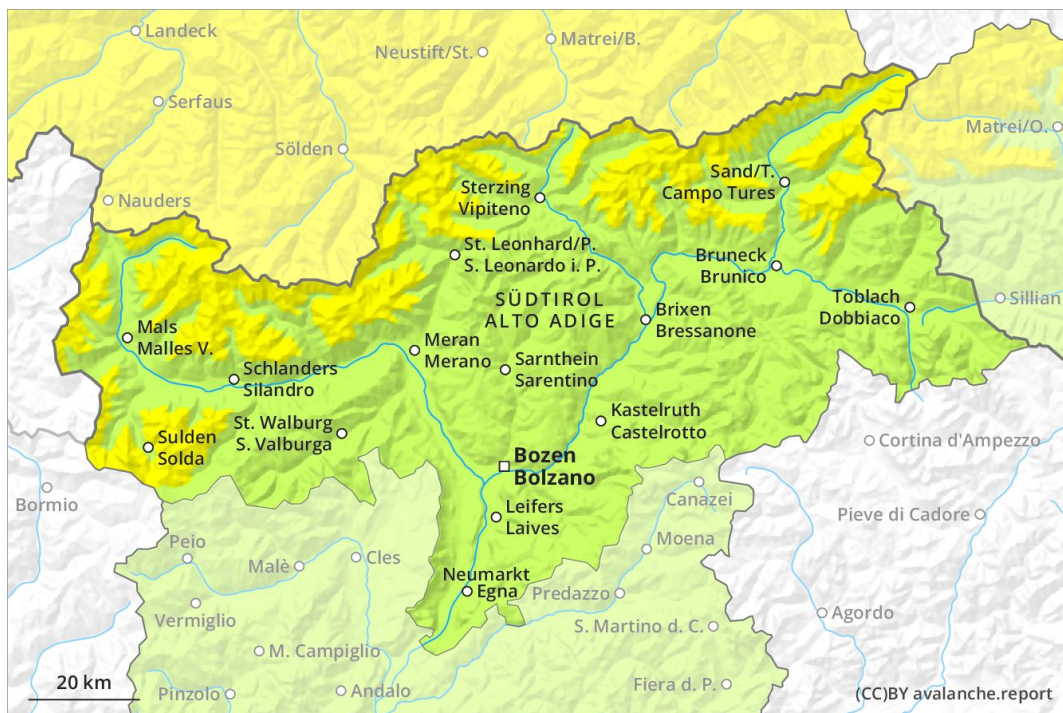 Landeck
Neustift/St.
Matrei/B.
Serfaus
Sölden
Matrei/O.
Nauders
Sterzing
Vipiteno
Sand/T.
Campo Tures
St. Leonhard/P.
S. Leonardo i. P.
SÜDTIROL
ALTO ADIGE
Bruneck
Brunico
Toblach
Dobbiaco
Sillian
Mals
Malles V.
Brixen
Bressanone
Meran
Merano
Schlanders
Silandro
Sarnthein
Sarentino
Sulden
Solda
St. Walburg
S. Valburga
Kastelruth
Castelrotto
Cortina d'Ampezzo
Bozen
Bolzano
Bormio
Canazei
Leifers
Laives
Pieve di Cadore
Peio
Malè
Cles
Moena
Neumarkt
Egna
Predazzo
Vermiglio
Agordo
S. Martino d. C.
M. Campiglio
20 km
Pinzolo
Andalo
Fiera d. P.
(CC)BY avalanche.report